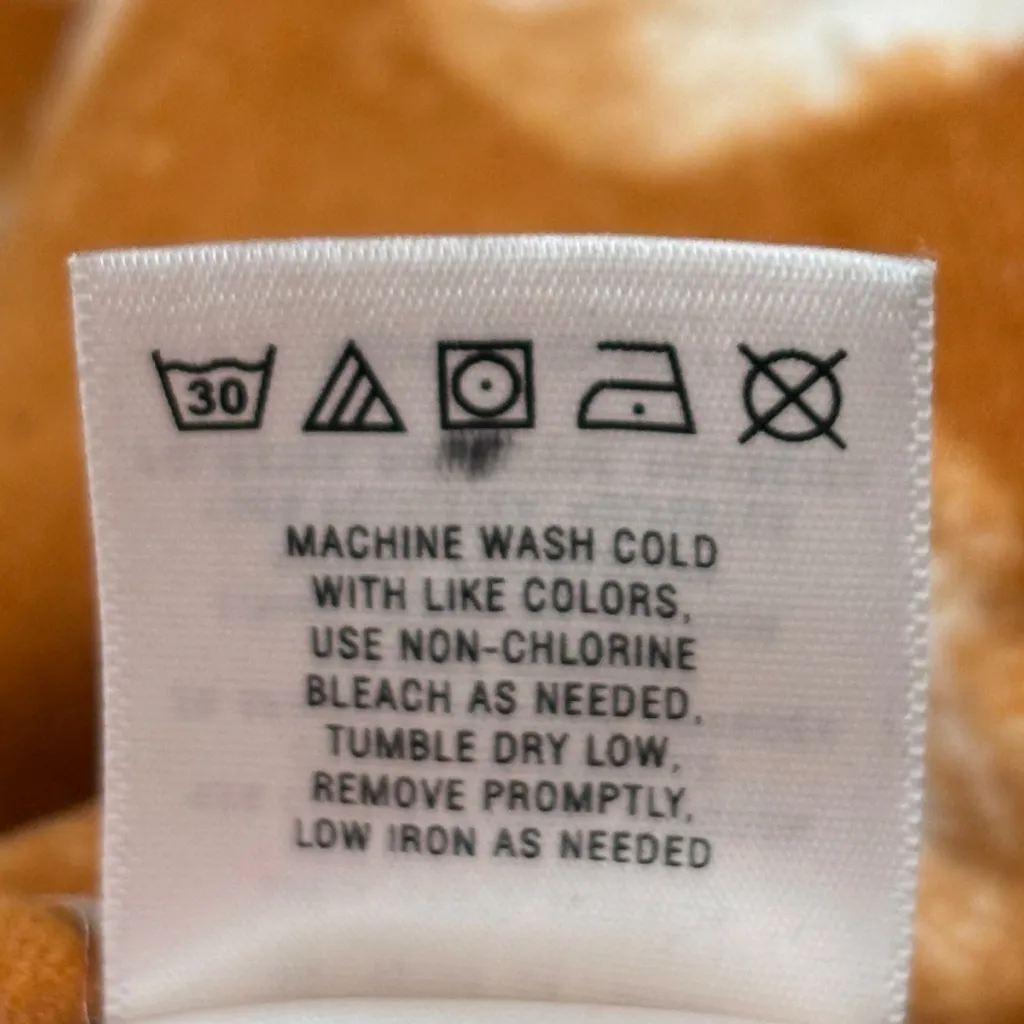 30
MACHINE WASH COLD
WITH LIKE COLORS,
USE NON-CHLORINE
BLEACH AS NEEDED,
TUMBLE DRY LOW,
REMOVE PROMPTLY,
LOW IRON AS NEEDED